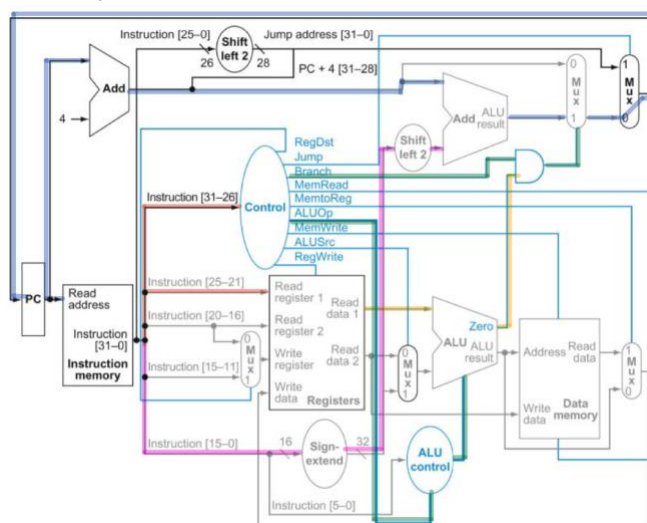 Instruction [25–0]
Shift
left 2
Jump address [31–0]
26
28
PC + 4 [31–28]
Add
4
0
M
u
x
1
1
M
u
x
0
Add
ALU
result
Shift
left 2
RegDst
Jump
Branch
MemRead
MemtoReg
ALUOp
MemWrite
ALUSrc
RegWrite
Control
Instruction [31–26]
PC
Read
address
Instruction
[31–0]
Instruction
memory
Instruction [25–21]
Instruction [20–16]
Instruction [15–11]
0
M
u
x
1
Read
register 1
Read
register 2
Write
register
Write
data
Read
data 1
Read
data 2
Registers
0
M
u
x
1
Zero
ALU
ALU
result
Address
Read
data
Write
data
Data
memory
1
M
u
x
0
Instruction [15–0]
16
Sign-
extend
32
ALU
control
Instruction [5–0]